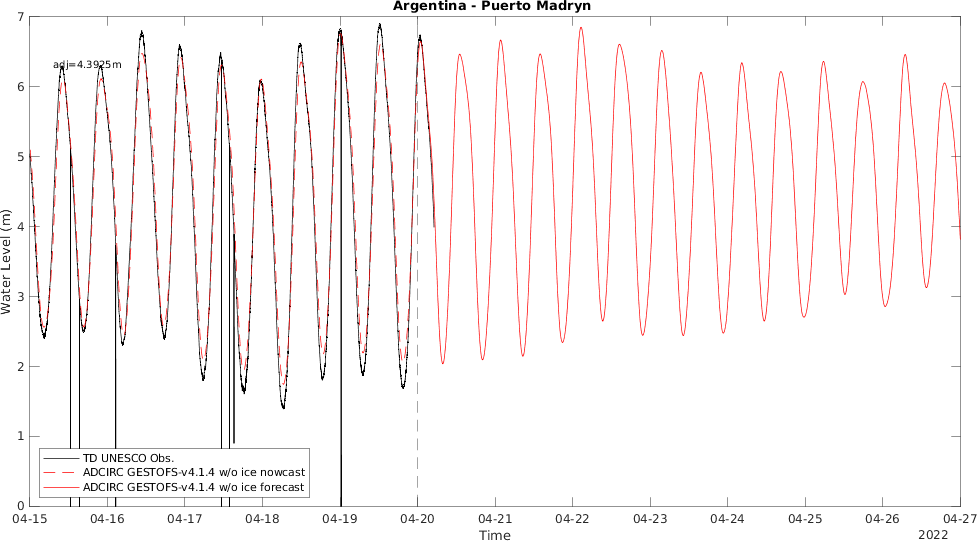 Argentina - Puerto Madryn
7
6
5
4
3
2
1
0
Water Level (m)
adj=4.3925m
TD UNESCO Obs.
ADCIRC GESTOFS-v4.1.4 w/o ice nowcast
ADCIRC GESTOFS-v4.1.4 w/o ice forecast
04-15 04-16 04-17 04-18 04-19 04-20 04-21 04-22 04-23 04-24 04-25 04-26 04-27
Time
2022